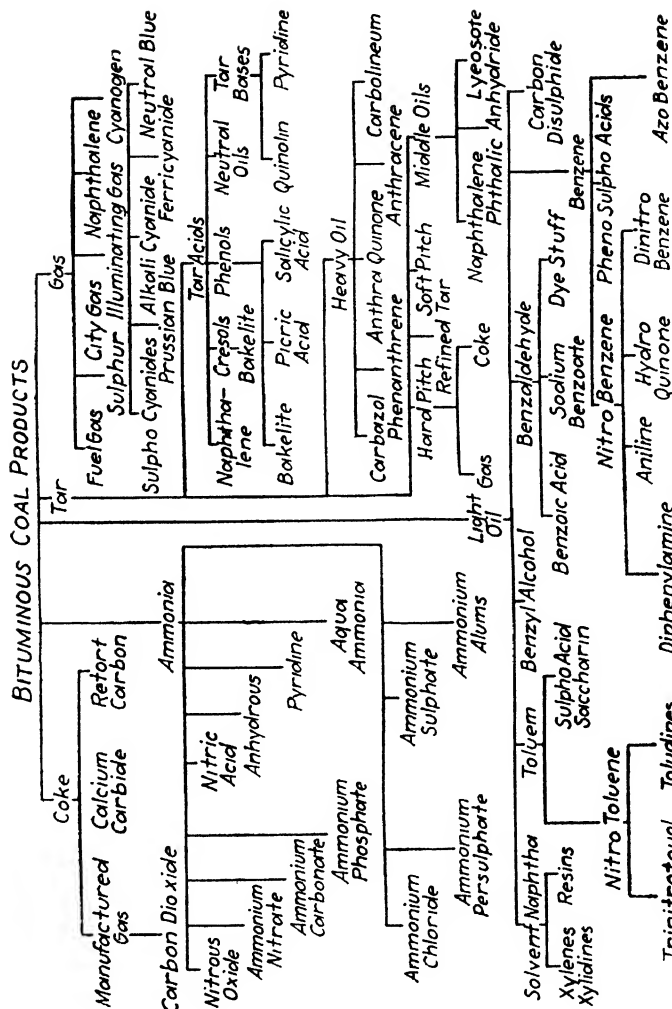 BITUMINOUS COAL PRODUCTS
Coke
Tar
Gas
Manufactured
Gas
Calcium
Carbide
Retort
Carbon
Fuel Gas
City Gas
Naphthalene
Sulphur
Illuminating Gas
Cyanogen
Sulpho Cyanides
Alkali Cyanide
Neutral Blue
Prussian Blue
Ferricyanide
Carbon Dioxide
Ammonia
Tar Acids
Nitrous
Oxide
Nitric
Acid
Ammonium
Nitrate
Anhydrous
Ammonium
Carbonate
Pyridine
Ammonium
Phosphate
Aqua
Ammonia
Naphtha-
lene
Cresols
Phenols
Neutral
Oils
Tar
Bases
Bakelite
Bakelite
Picric
Acid
Salicylic
Acid
Quinolin
Pyridine
Heavy Oil
Carbazol
Anthra Quinone
Carbolineum
Phenanthrene
Anthracene
Ammonium
Chloride
Ammonium
Sulphate
Ammonium
Persulphate
Ammonium
Alums
Hard Pitch
Soft Pitch
Middle Oils
Refined Tar
Gas
Coke
Naphthalene
Lyeosote
Phthalic Anhydride
Light
Oil
Solvent Naphtha
Toluem
Benzyl Alcohol
Benzaldehyde
Carbon
Disulphide
Benzene
Xylenes
Xylidines
Resins
Sulpho Acid
Saccharin
Benzoic Acid
Sodium
Benzoate
Dye Stuff
Nitro Toluene
Nitro Benzene
Pheno Sulpho Acids
Toludines
Diphenylamine
Aniline
Hydro
Quinone
Dinitro
Benzene
Azo Benzene